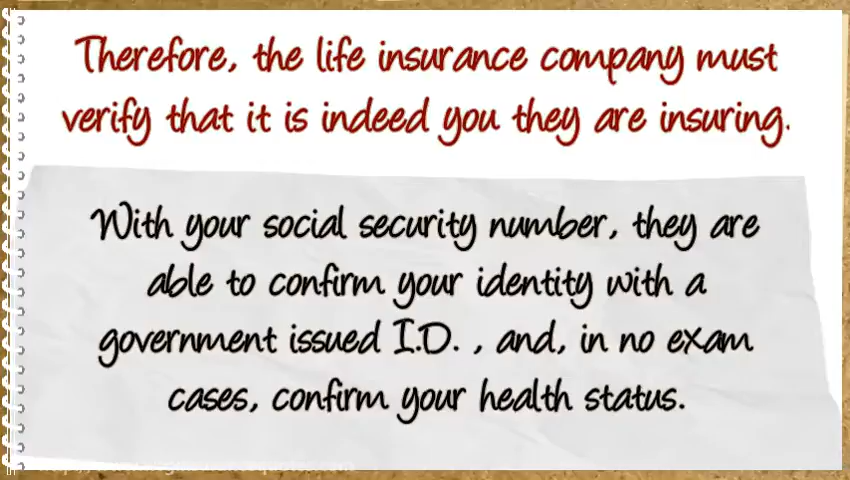 Therefore, the life insurance company must
verify that it is indeed you they are insuring.
With your social security number, they are
able to confirm your identity with a
government issued I.D. , and, in no exam
cases, confirm your health status.